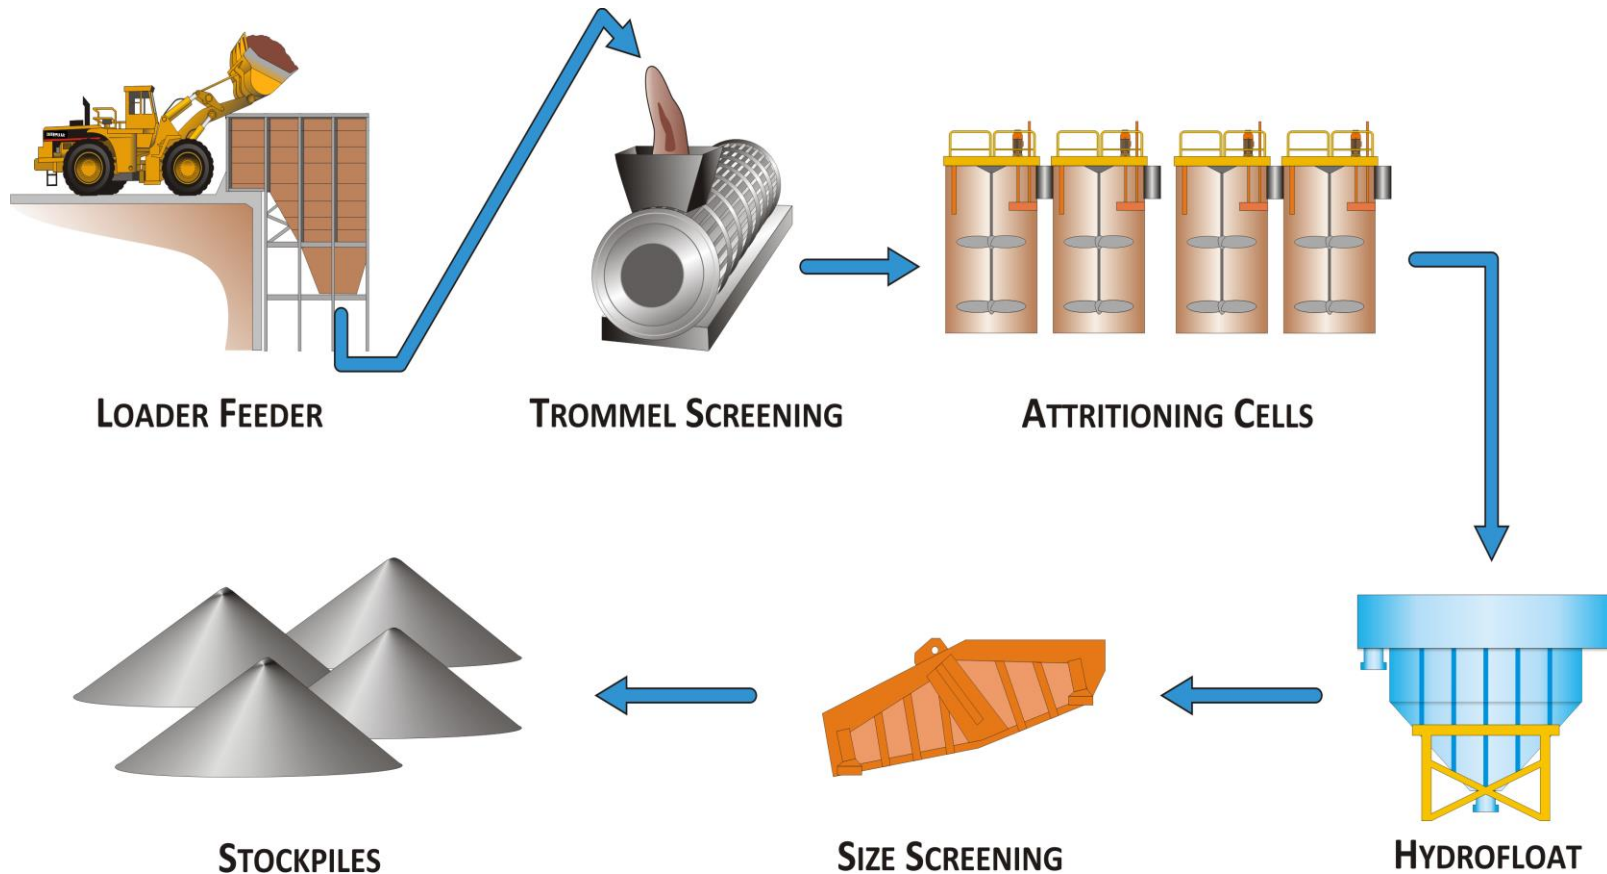 LOADER FEEDER
TROMMEL SCREENING
ATTRITIONING CELLS
STOCKPILES
SIZE SCREENING
HYDROFLOAT